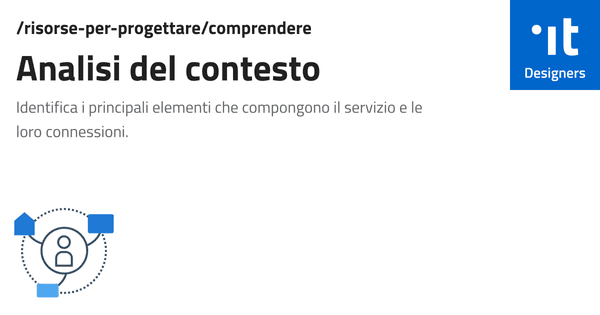 /risorse-per-progettare/comprendere
Analisi del contesto
Identifica i principali elementi che compongono il servizio e le
loro connessioni.
it
Designers